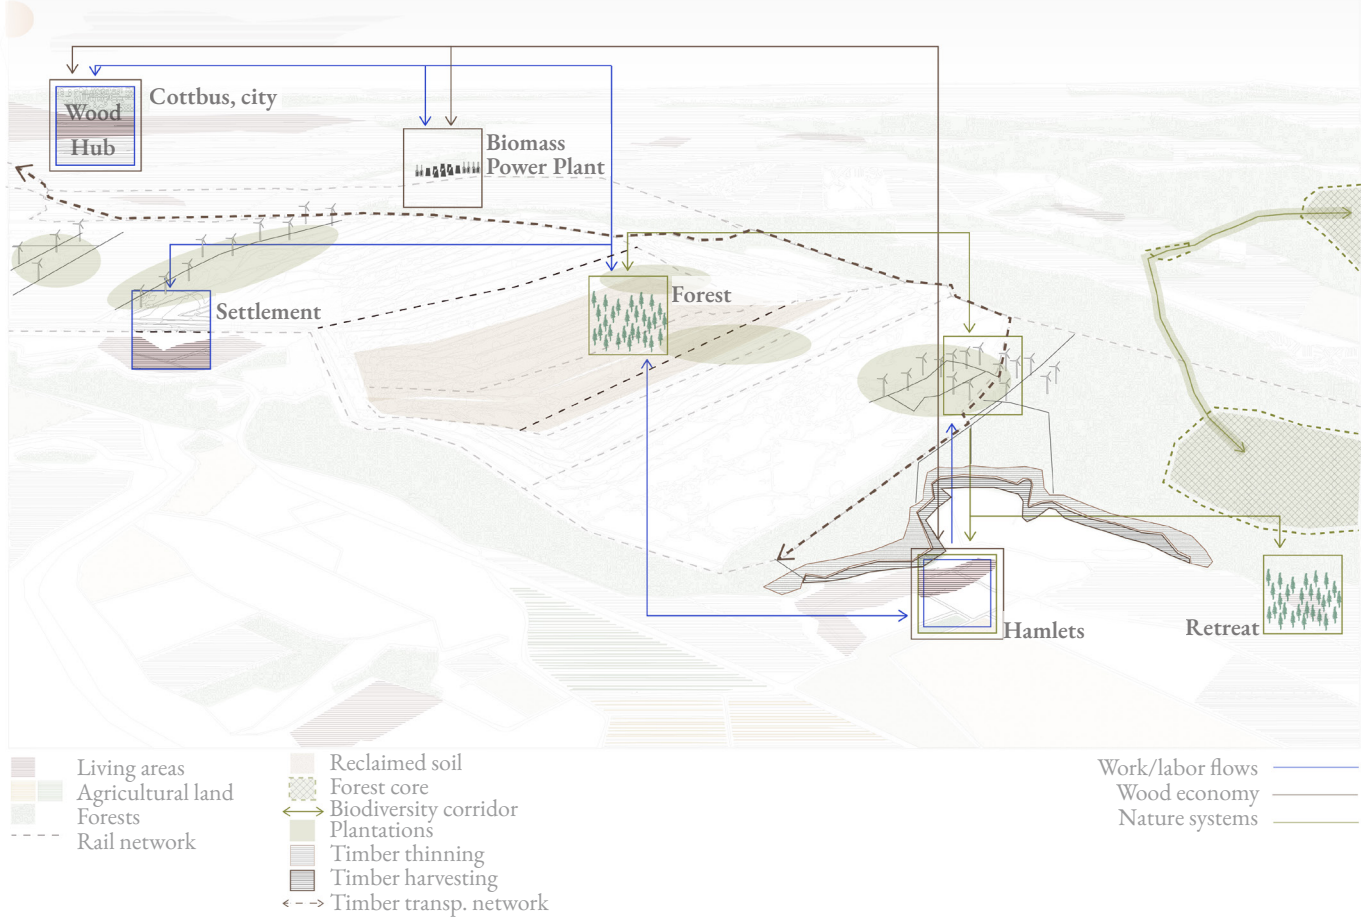 Cottbus, city
Wood
Hub
Biomass
Power Plant
Settlement
Forest
Hamlets
Retreat
Living areas
Agricultural land
Forests
Rail network
Reclaimed soil
Forest core
Biodiversity corridor
Plantations
Timber thinning
Timber harvesting
Timber transp. network
Work/labor flows
Wood economy
Nature systems